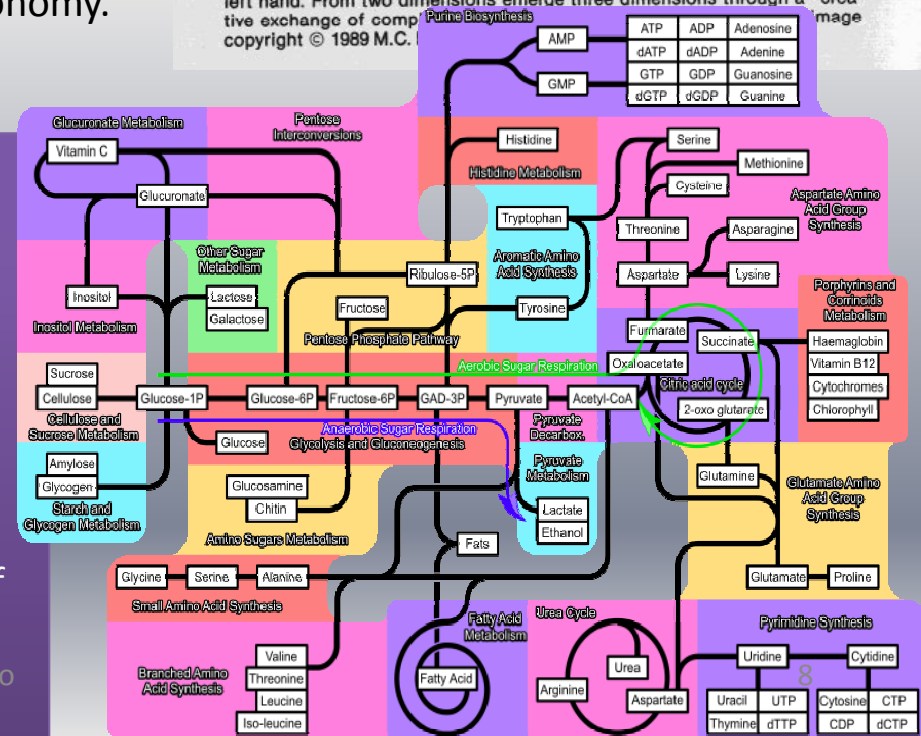 onomy.
left hand. From two dimensions emerge three dimensions through a
tive exchange of comp
image
copyright © 1989 M.C.
Purine Biosynthesis
AMP
ATP ADP Adenosine
dATP dADP Adenine
GMP
GTP GDP Guanosine
dGTP dGDP Guanine
Glucuronate Metabolism
Pentose
Interconversions
Vitamin C
Glucuronate
Histidine
Histidine Metabolism
Serine
Methionine
Cysteine
Aspartate Amino
Acid Group
Synthesis
Tryptophan
Threonine
Asparagine
Aromatic Amino
Acid Synthesis
Aspartate
Lysine
Other Sugar
Metabolism
Ribulose-5P
Inositol
Lactose
Galactose
Fructose
Tyrosine
Porphyrins and
Corrinoids
Metabolism
Inositol Metabolism
Pentose Phosphate Pathway
Fumarate
Succinate
Haemaglobin
Vitamin B12
Cytochromes
Chlorophyll
Oxaloacetate
Aerobic Sugar Respiration
Citric acid cycle
2-oxo glutarate
Sucrose
Cellulose
Glucose-1P
Glucose-6P
Fructose-6P
GAD-3P
Pyruvate
Acetyl-CoA
Cellulose and
Sucrose Metabolism
Anaerobic Sugar Respiration
Glycolysis and Gluconeogenesis
Pyruvate
Decarbox.
Glucose
Amylose
Glycogen
Starch and
Glycogen Metabolism
Pyruvate
Metabolism
Glucosamine
Chitin
Amino Sugars Metabolism
Lactate
Ethanol
Glutamine
Glutamate Amino
Acid Group
Synthesis
Fats
Glycine
Serine
Alanine
Small Amino Acid Synthesis
Glutamate
Proline
Fatty Acid
Metabolism
Urea Cycle
Pyrimidine Synthesis
Branched Amino
Acid Synthesis
Valine
Threonine
Leucine
Iso-leucine
Fatty Acid
Urea
Arginine
Aspartate
Uridine
Cytidine
8
Uracil UTP
Thymine dTTP
Cytosine CTP
CDP dCTP